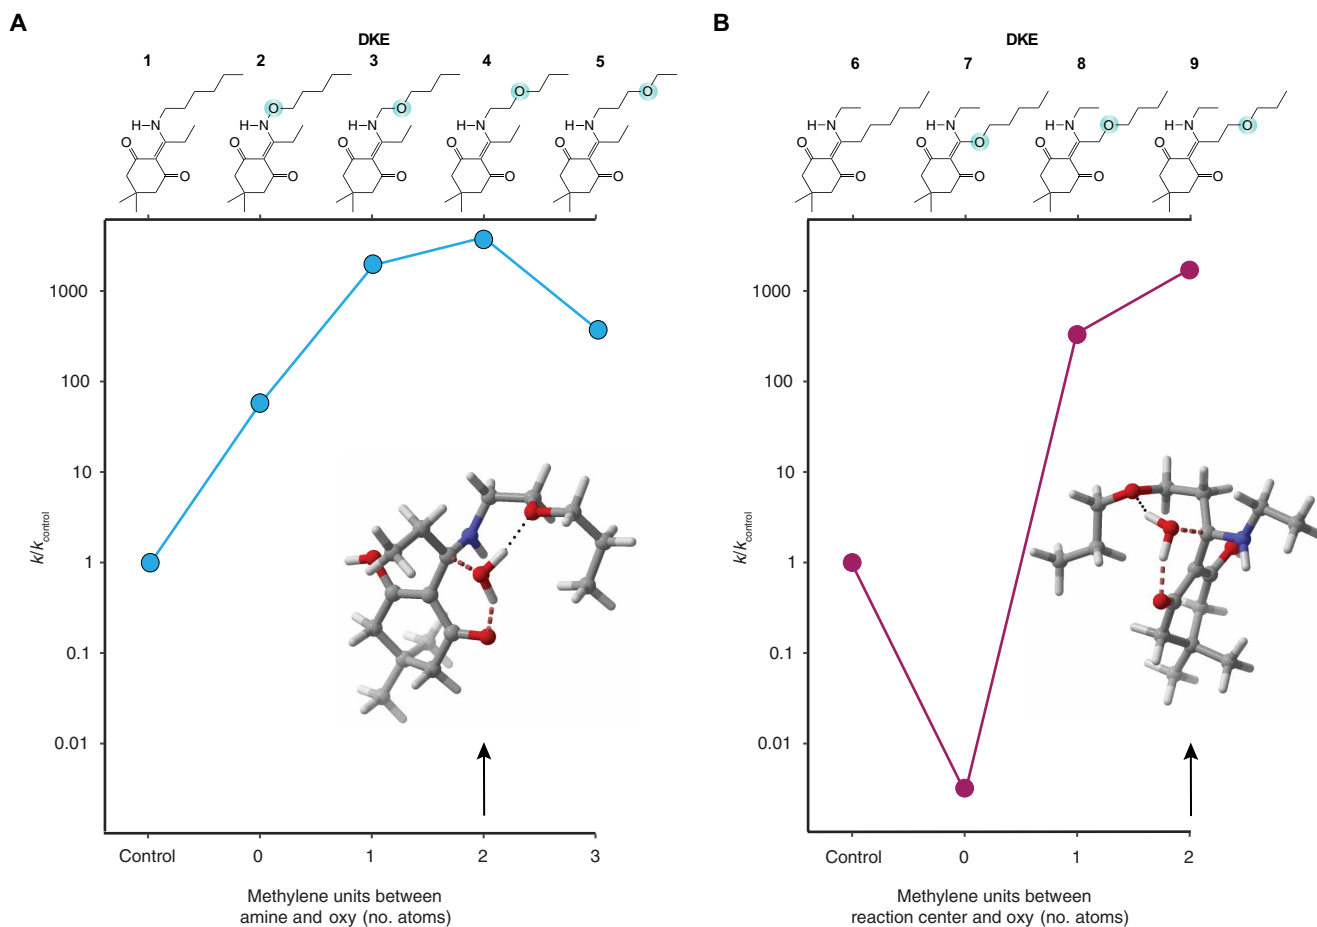 A
DKE
1 2 3 4 5
H N O O
H N O O O
H N O O O
H N O O O
H N O O O
1000
100
10
1
0.1
0.01
k/kcontrol
Control 0 1 2 3
Methylene units between
amine and oxy (no. atoms)
B
DKE
6 7 8 9
H N O O
H N O O O
H N O O O
H N O O O
1000
100
10
1
0.1
0.01
k/kcontrol
Control 0 1 2
Methylene units between
reaction center and oxy (no. atoms)